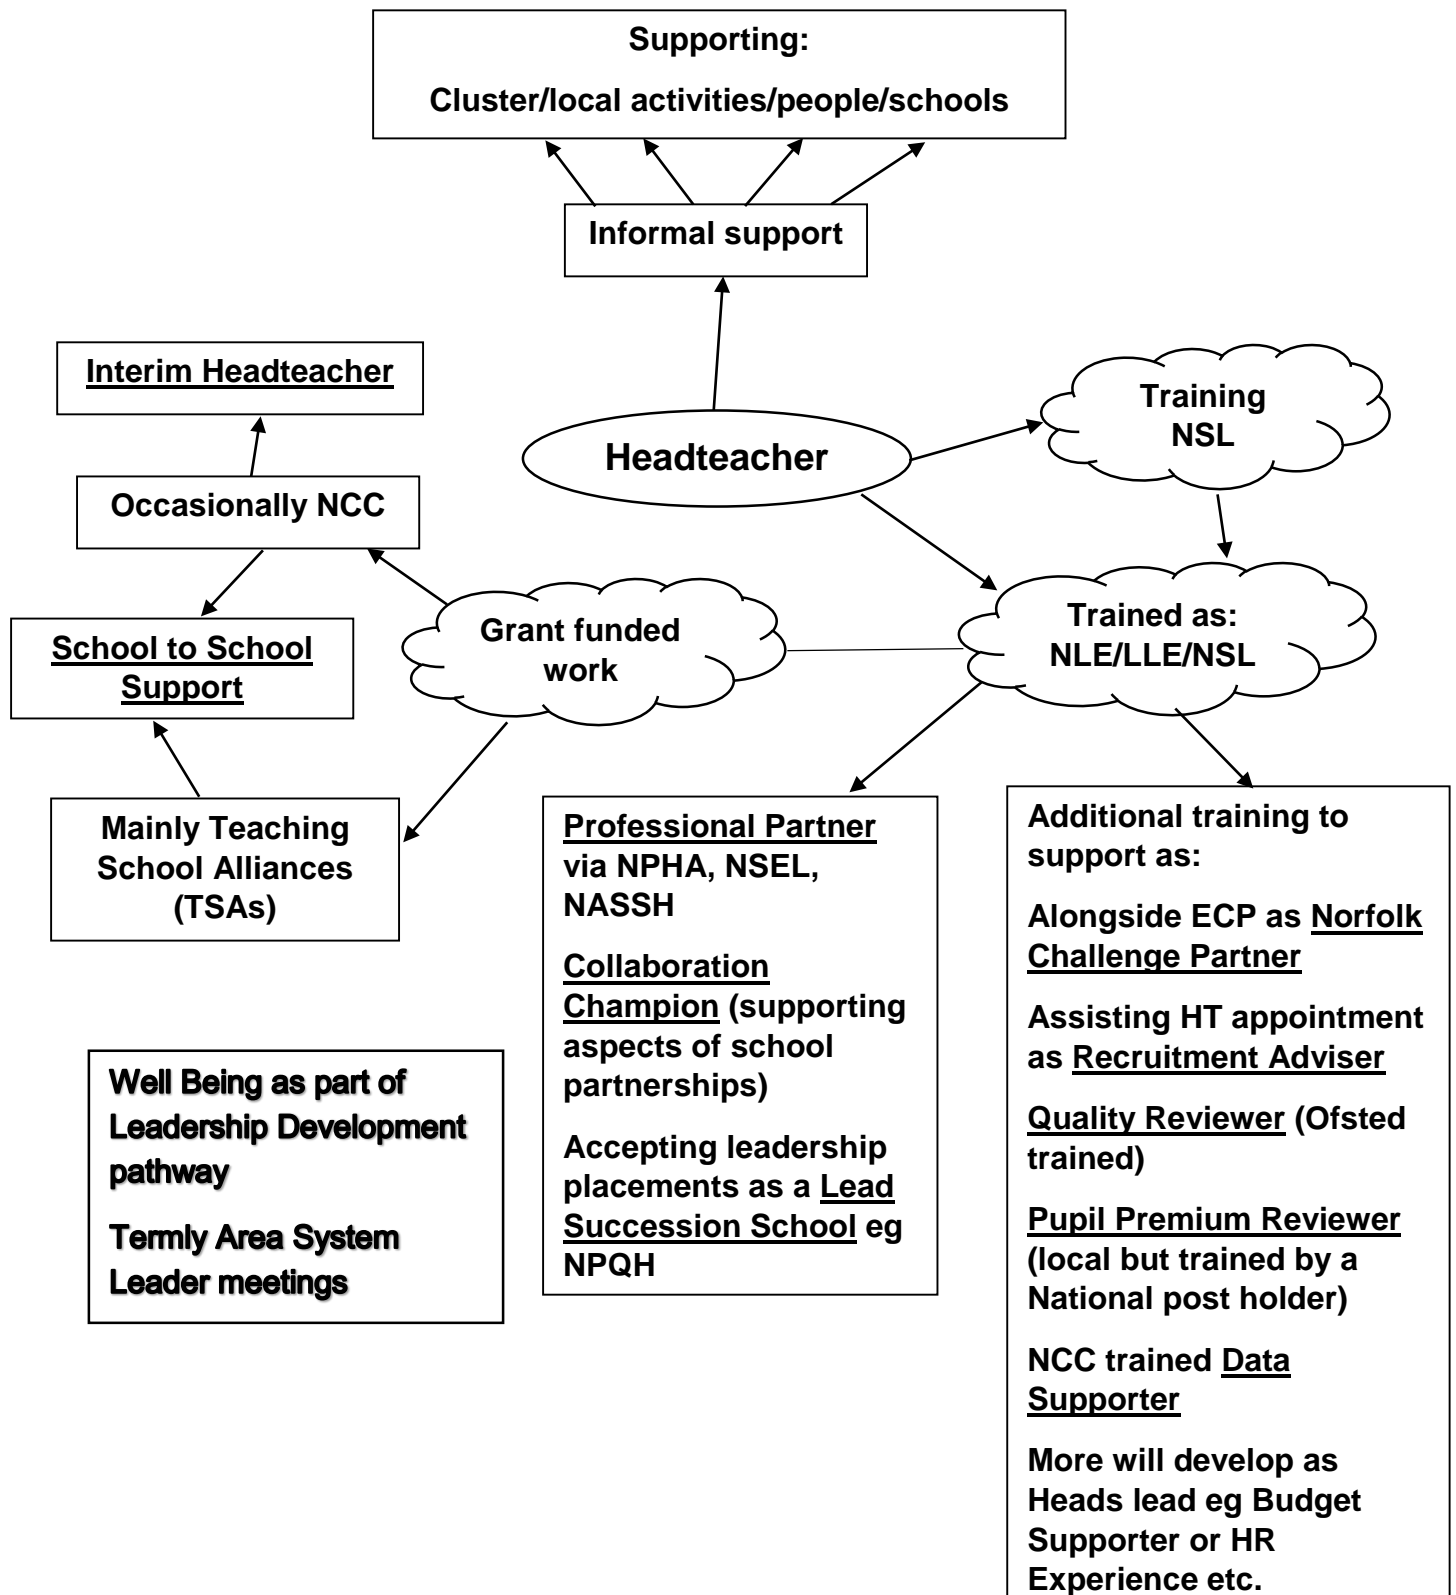 Supporting:
Cluster/local activities/people/schools
Informal support
Interim Headteacher
Training
NSL
Headteacher
Occasionally NCC
Trained as:
NLE/LLE/NSL
Grant funded
work
School to School
Support
Mainly Teaching
School Alliances
(TSAs)
Professional Partner
via NPHA, NSEL,
NASSH
Collaboration
Champion (supporting
aspects of school
partnerships)
Accepting leadership
placements as a Lead
Succession School eg
NPQH
Additional training to
support as:
Alongside ECP as Norfolk
Challenge Partner
Assisting HT appointment
as Recruitment Adviser
Quality Reviewer (Ofsted
trained)
Pupil Premium Reviewer
(local but trained by a
National post holder)
NCC trained Data
Supporter
More will develop as
Heads lead eg Budget
Supporter or HR
Experience etc.
Well Being as part of
Leadership Development
pathway
Termly Area System
Leader meetings